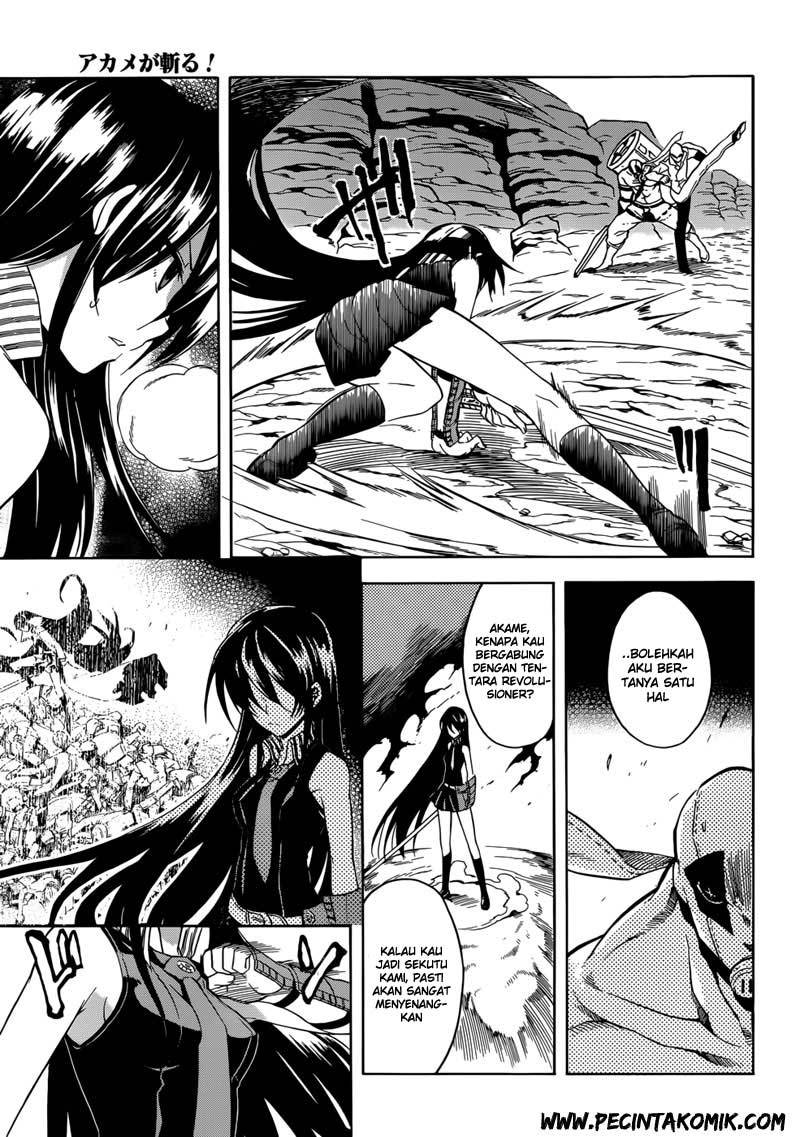 アカメが斬る!
..BOLEHKAH
AKU BER-
TANYA SATU
HAL
AKAME,
KENAPA KAU
BERGABUNG
DENGAN TEN-
TARA REVOLU-
SIONER?
KALAU KAU
JADI SEKUTU
KAMI, PASTI
AKAN SANGAT
MENYENANG-
KAN
WWW.PECINTAKOMIK.COM